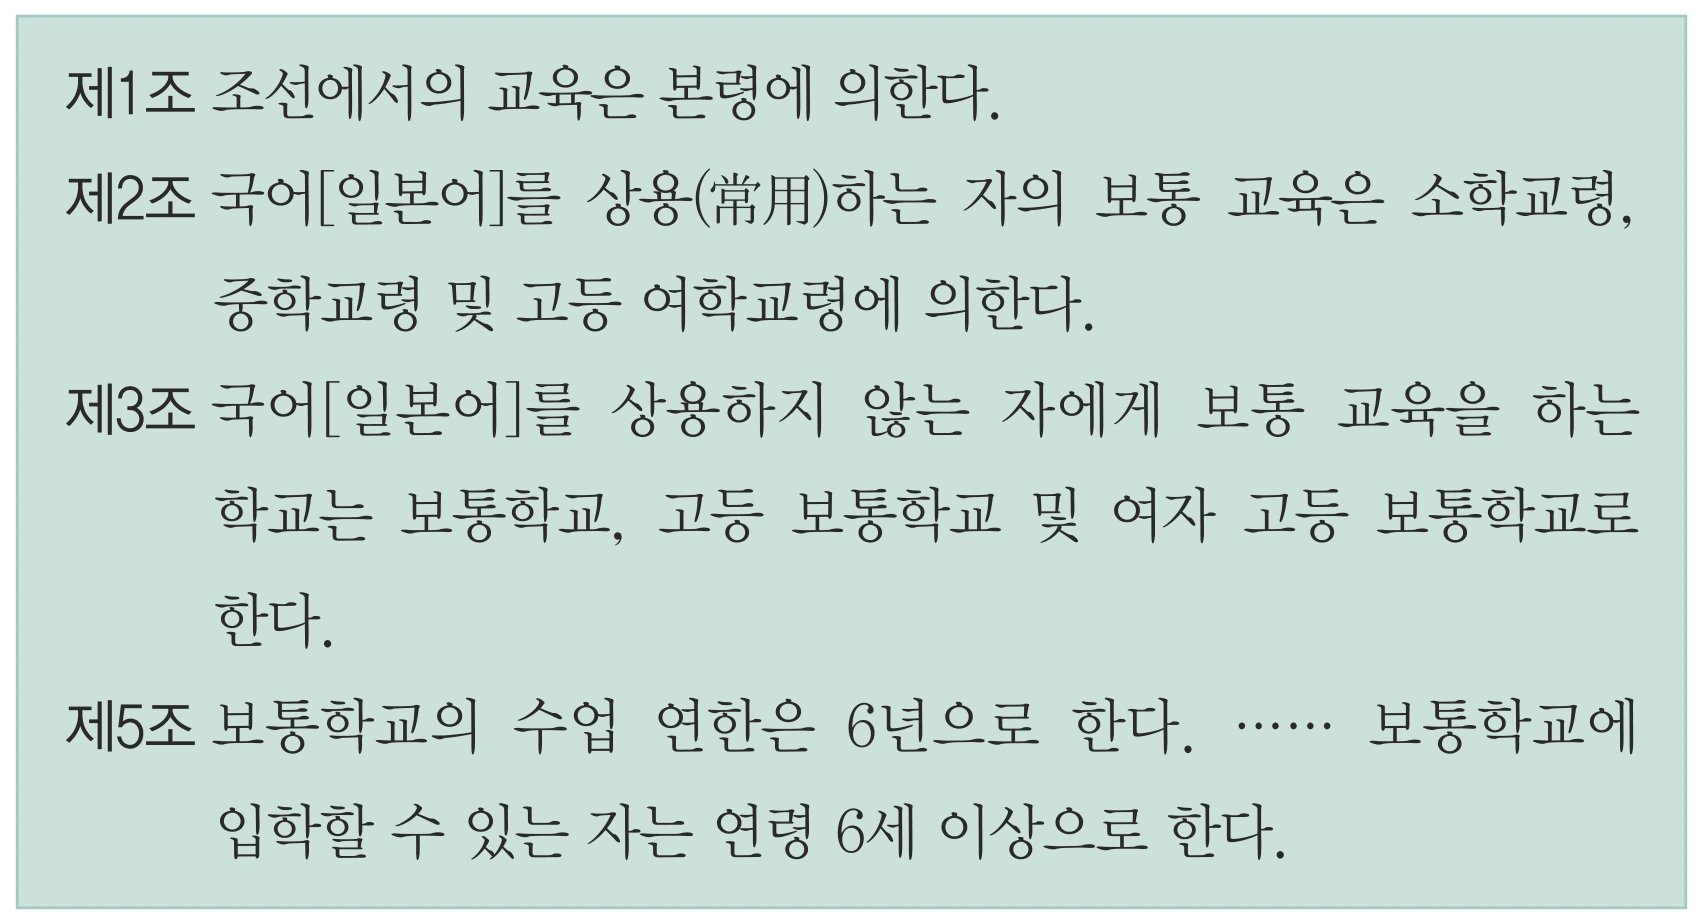 제1조 조선에서의 교육은 본령에 의한다.
제2조 국어[일본어]를 상용(常用)하는 자의 보통 교육은 소학교령,
중학교령 및 고등 여학교령에 의한다.
제3조 국어[일본어]를 상용하지 않는 자에게 보통 교육을 하는
학교는 보통학교, 고등 보통학교 및 여자 고등 보통학교로
한다.
제5조 보통학교의 수업 연한은 6년으로 한다. …… 보통학교에
입학할 수 있는 자는 연령 6세 이상으로 한다.